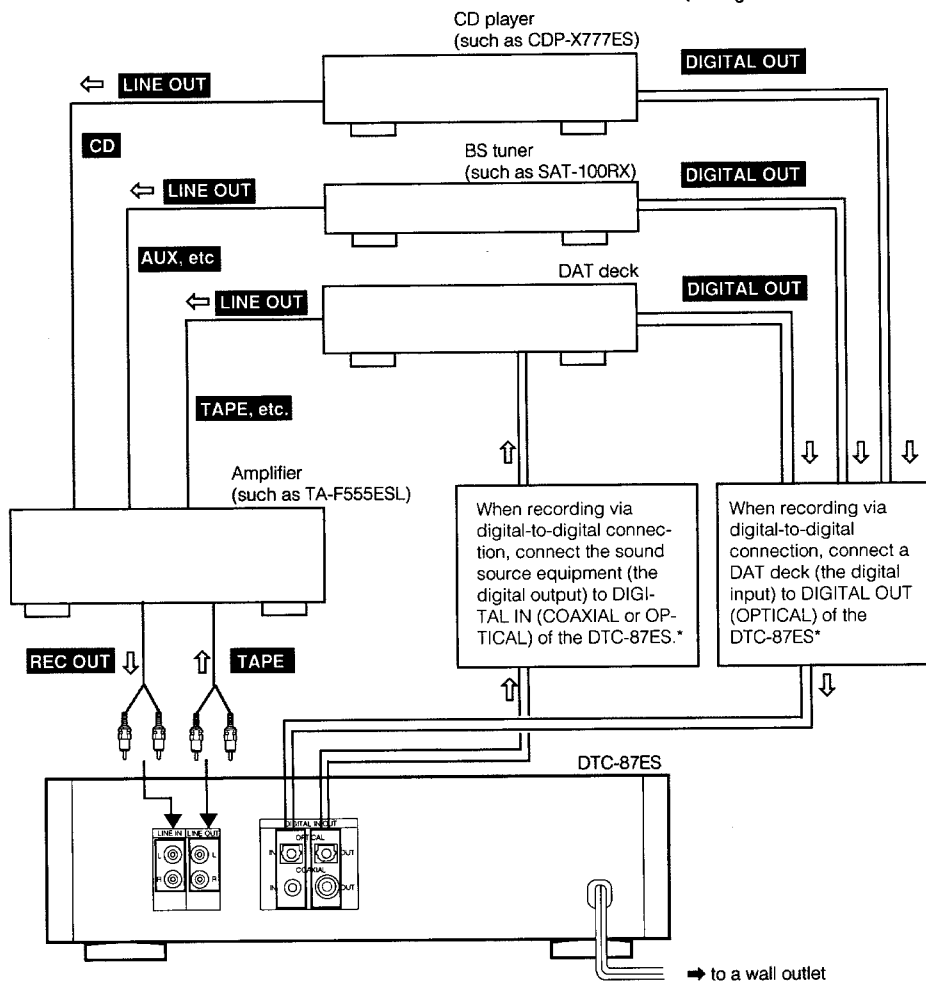 CD player
(such as CDP-X777ES)
DIGITAL OUT
LINE OUT
CD
BS tuner
(such as SAT-100RX)
DIGITAL OUT
LINE OUT
AUX, etc
DAT deck
DIGITAL OUT
LINE OUT
TAPE, etc.
Amplifier
(such as TA-F555ESL)
When recording via
digital-to-digital connec-
tion, connect the sound
source equipment (the
digital output) to DIGI-
TAL IN (COAXIAL or OP-
TICAL) of the DTC-87ES.*
When recording via
digital-to-digital
connection, connect a
DAT deck (the digital
input) to DIGITAL OUT
(OPTICAL) of the
DTC-87ES*
REC OUT
TAPE
DTC-87ES
LINE IN LINE OUT
L L
R R
DIGITAL IN/OUT
OPTICAL
IN OUT
COAXIAL
IN OUT
to a wall outlet